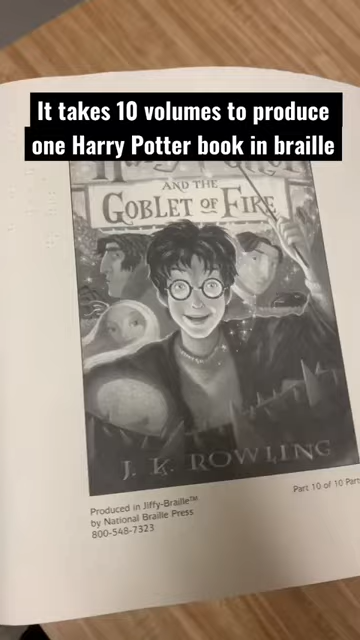 It takes 10 volumes to produce
one Harry Potter book in braille
AND THE
GOBLET OF FIRE
J. K. ROWLING
Produced in Jiffy-Braille™
by National Braille Press
800-548-7323
Part 10 of 10 Part